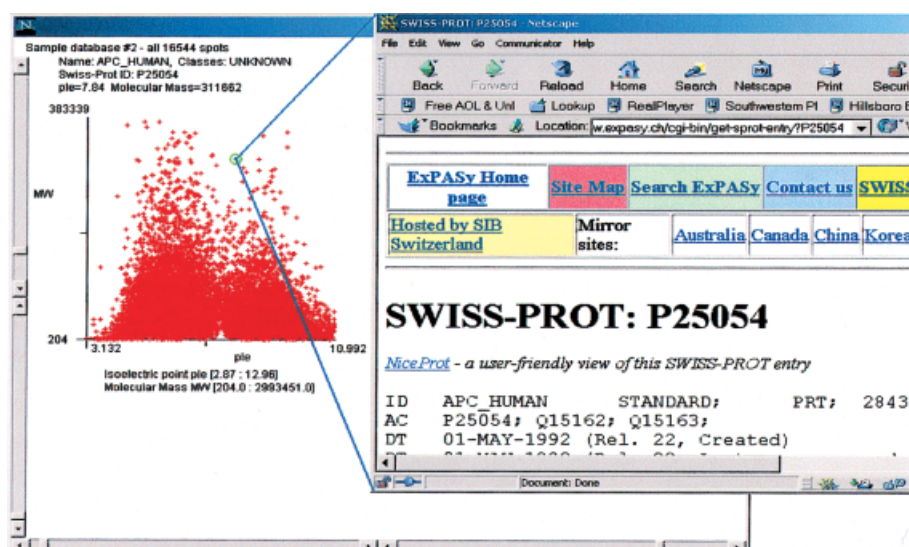 Sample database #2 - all 16544 spots
Name: APC_HUMAN, Classes: UNKNOWN
Swiss-Prot ID: P25054
pIe=7.84 Molecular Mass=311662
383339
MW
204
3.132
10.992
pIe
Isoelectric point pIe [2.87 : 12.96]
Molecular Mass MW [204.0 : 2993451.0]
SWISS-PROT: P25054 - Netscape
File Edit View Go Communicator Help
Back Forward Reload Home Search Netscape Print Securi
Free AOL & Unl Lookup RealPlayer Southwestern Pl Hillsboro E
Bookmarks Location: w.expasy.ch/cgi-bin/get-sprot-entry?P25054
ExPASy Home page Site Map Search ExPASy Contact us SWISS
Hosted by SIB Switzerland Mirror sites: Australia Canada China Korea
SWISS-PROT: P25054
NiceProt - a user-friendly view of this SWISS-PROT entry
ID APC_HUMAN STANDARD; PRT; 2843
AC P25054; Q15162; Q15163;
DT 01-MAY-1992 (Rel. 22, Created)
Document: Done